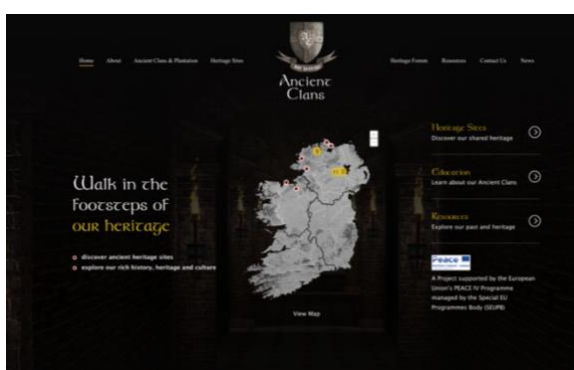 Home About Ancient Clans & Plantation Heritage Sites
Ancient
Clans
Heritage Forum Resources Contact Us News
Walk in the
footsteps of
our heritage
discover ancient heritage sites
explore our rich history, heritage and culture
View Map
Heritage Sites
Discover our shared heritage
Education
Learn about our Ancient Clans
Resources
Explore our past and heritage
Peace
A Project supported by the European
Union's PEACE IV Programme
managed by the Special EU
Programmes Body (SEUPB)